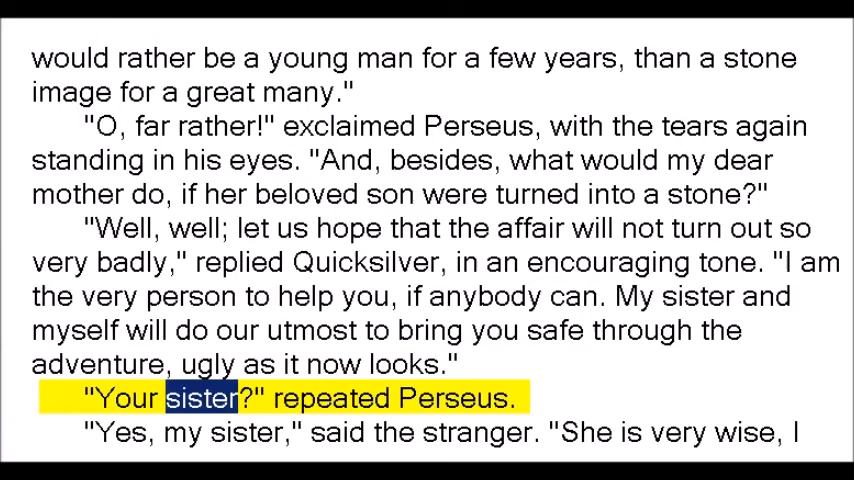 would rather be a young man for a few years, than a stone
image for a great many."
"O, far rather!" exclaimed Perseus, with the tears again
standing in his eyes. "And, besides, what would my dear
mother do, if her beloved son were turned into a stone?"
"Well, well; let us hope that the affair will not turn out so
very badly," replied Quicksilver, in an encouraging tone. "I am
the very person to help you, if anybody can. My sister and
myself will do our utmost to bring you safe through the
adventure, ugly as it now looks."
"Your sister?" repeated Perseus.
"Yes, my sister," said the stranger. "She is very wise, I